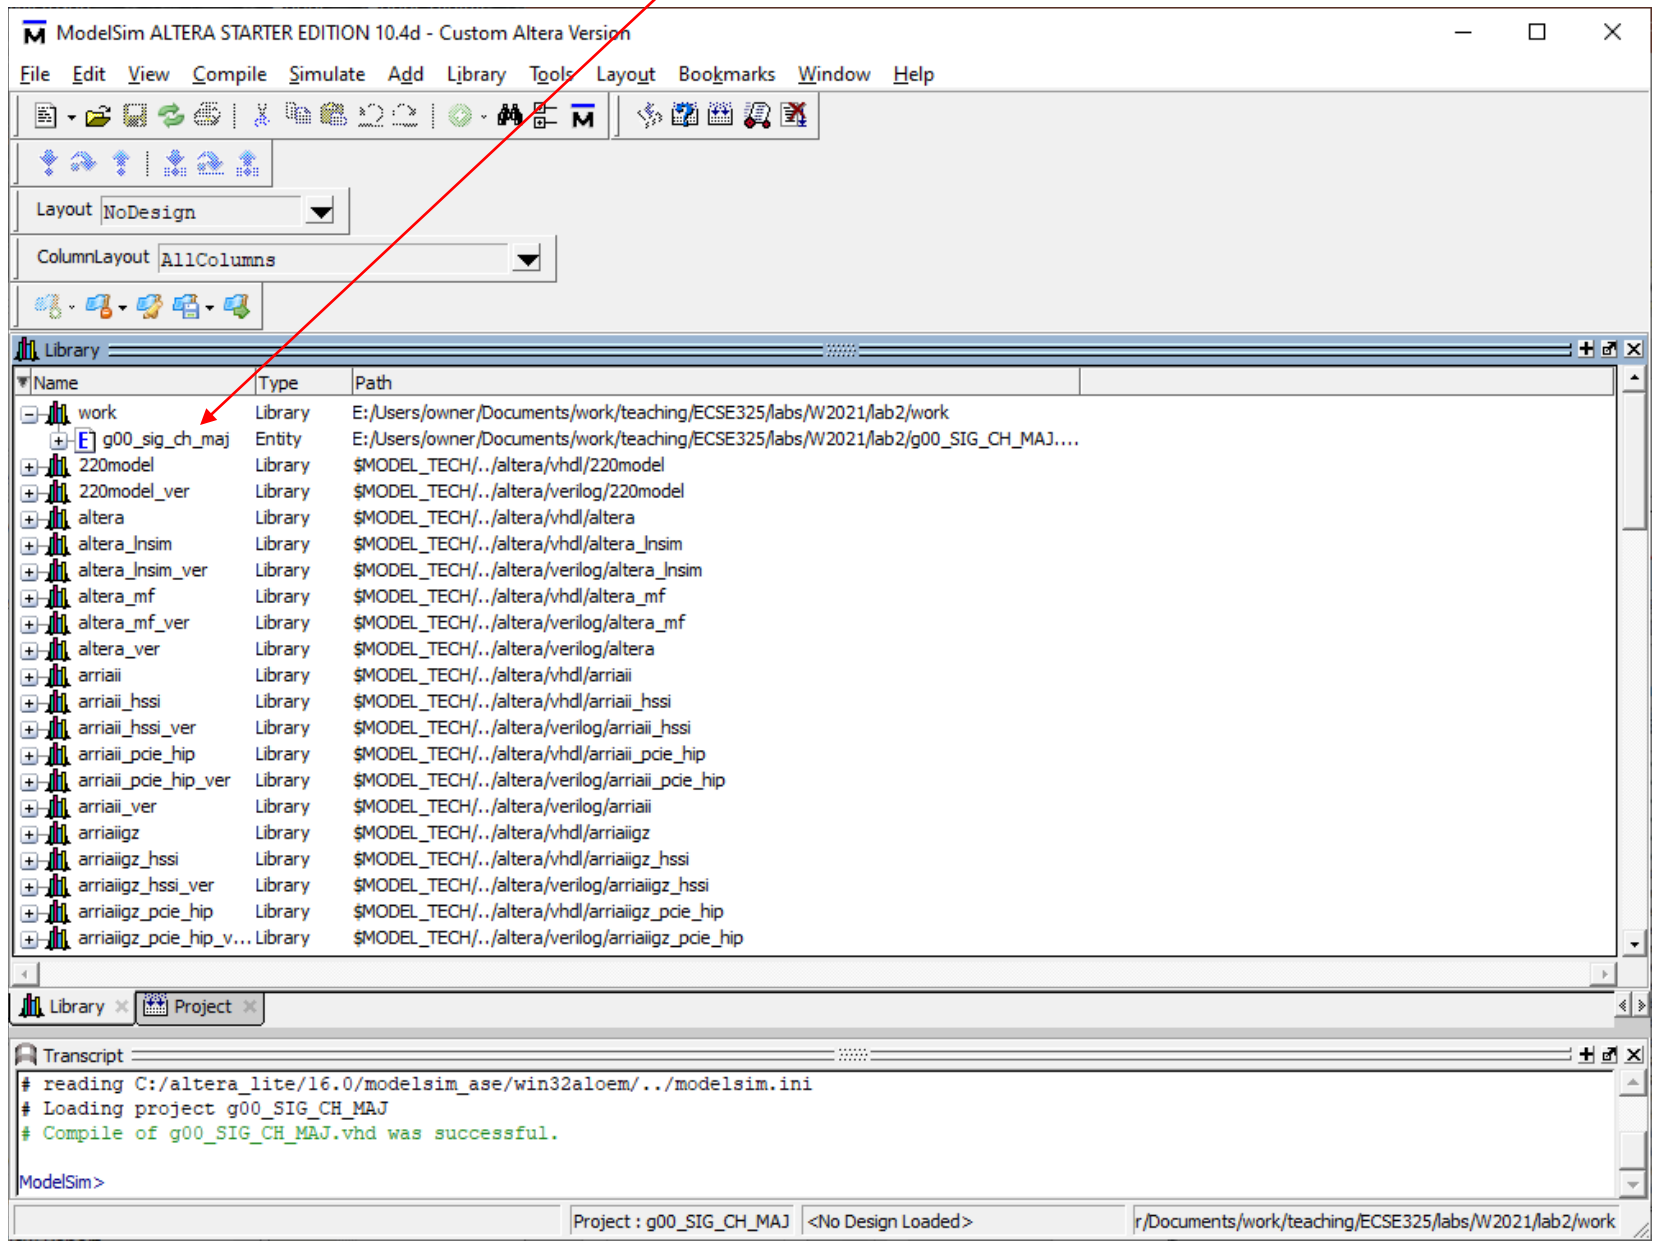 ModelSim ALTERA STARTER EDITION 10.4d - Custom Altera Version
File Edit View Compile Simulate Add Library Tools Layout Bookmarks Window Help
Layout NoDesign
ColumnLayout AllColumns
Library
Name Type Path
work Library E:/Users/owner/Documents/work/teaching/ECSE325/labs/W2021/lab2/work
g00_sig_ch_maj Entity E:/Users/owner/Documents/work/teaching/ECSE325/labs/W2021/lab2/g00_SIG_CH_MAJ....
220model Library $MODEL_TECH/../altera/vhdl/220model
220model_ver Library $MODEL_TECH/../altera/verilog/220model
altera Library $MODEL_TECH/../altera/vhdl/altera
altera_lnsim Library $MODEL_TECH/../altera/vhdl/altera_lnsim
altera_lnsim_ver Library $MODEL_TECH/../altera/verilog/altera_lnsim
altera_mf Library $MODEL_TECH/../altera/vhdl/altera_mf
altera_mf_ver Library $MODEL_TECH/../altera/verilog/altera_mf
altera_ver Library $MODEL_TECH/../altera/verilog/altera
arriaii Library $MODEL_TECH/../altera/vhdl/arriaii
arriaii_hssi Library $MODEL_TECH/../altera/vhdl/arriaii_hssi
arriaii_hssi_ver Library $MODEL_TECH/../altera/verilog/arriaii_hssi
arriaii_pcie_hip Library $MODEL_TECH/../altera/vhdl/arriaii_pcie_hip
arriaii_pcie_hip_ver Library $MODEL_TECH/../altera/verilog/arriaii_pcie_hip
arriaii_ver Library $MODEL_TECH/../altera/verilog/arriaii
arriaiigz Library $MODEL_TECH/../altera/vhdl/arriaiigz
arriaiigz_hssi Library $MODEL_TECH/../altera/vhdl/arriaiigz_hssi
arriaiigz_hssi_ver Library $MODEL_TECH/../altera/verilog/arriaiigz_hssi
arriaiigz_pcie_hip Library $MODEL_TECH/../altera/vhdl/arriaiigz_pcie_hip
arriaiigz_pcie_hip_v... Library $MODEL_TECH/../altera/verilog/arriaiigz_pcie_hip
Library Project
Transcript
# reading C:/altera_lite/16.0/modelsim_ase/win32aloem/../modelsim.ini
# Loading project g00_SIG_CH_MAJ
# Compile of g00_SIG_CH_MAJ.vhd was successful.
ModelSim>
Project : g00_SIG_CH_MAJ <No Design Loaded> r/Documents/work/teaching/ECSE325/labs/W2021/lab2/work